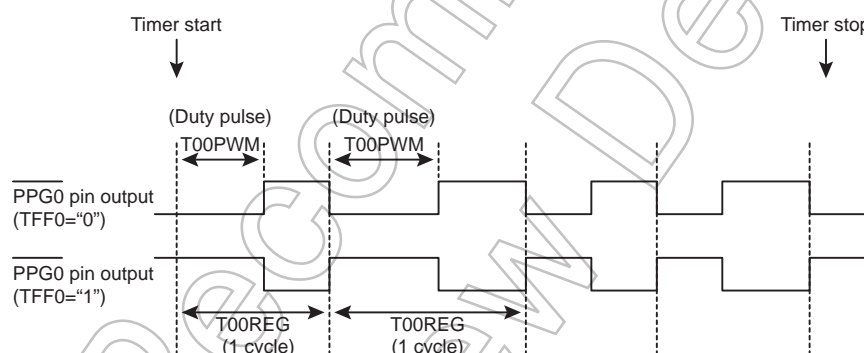 Timer start
Timer stop
(Duty pulse)
(Duty pulse)
T00PWM
T00PWM
PPG0 pin output
(TFF0=“0”)
PPG0 pin output
(TFF0=“1”)
T00REG
(1 cycle)
T00REG
(1 cycle)